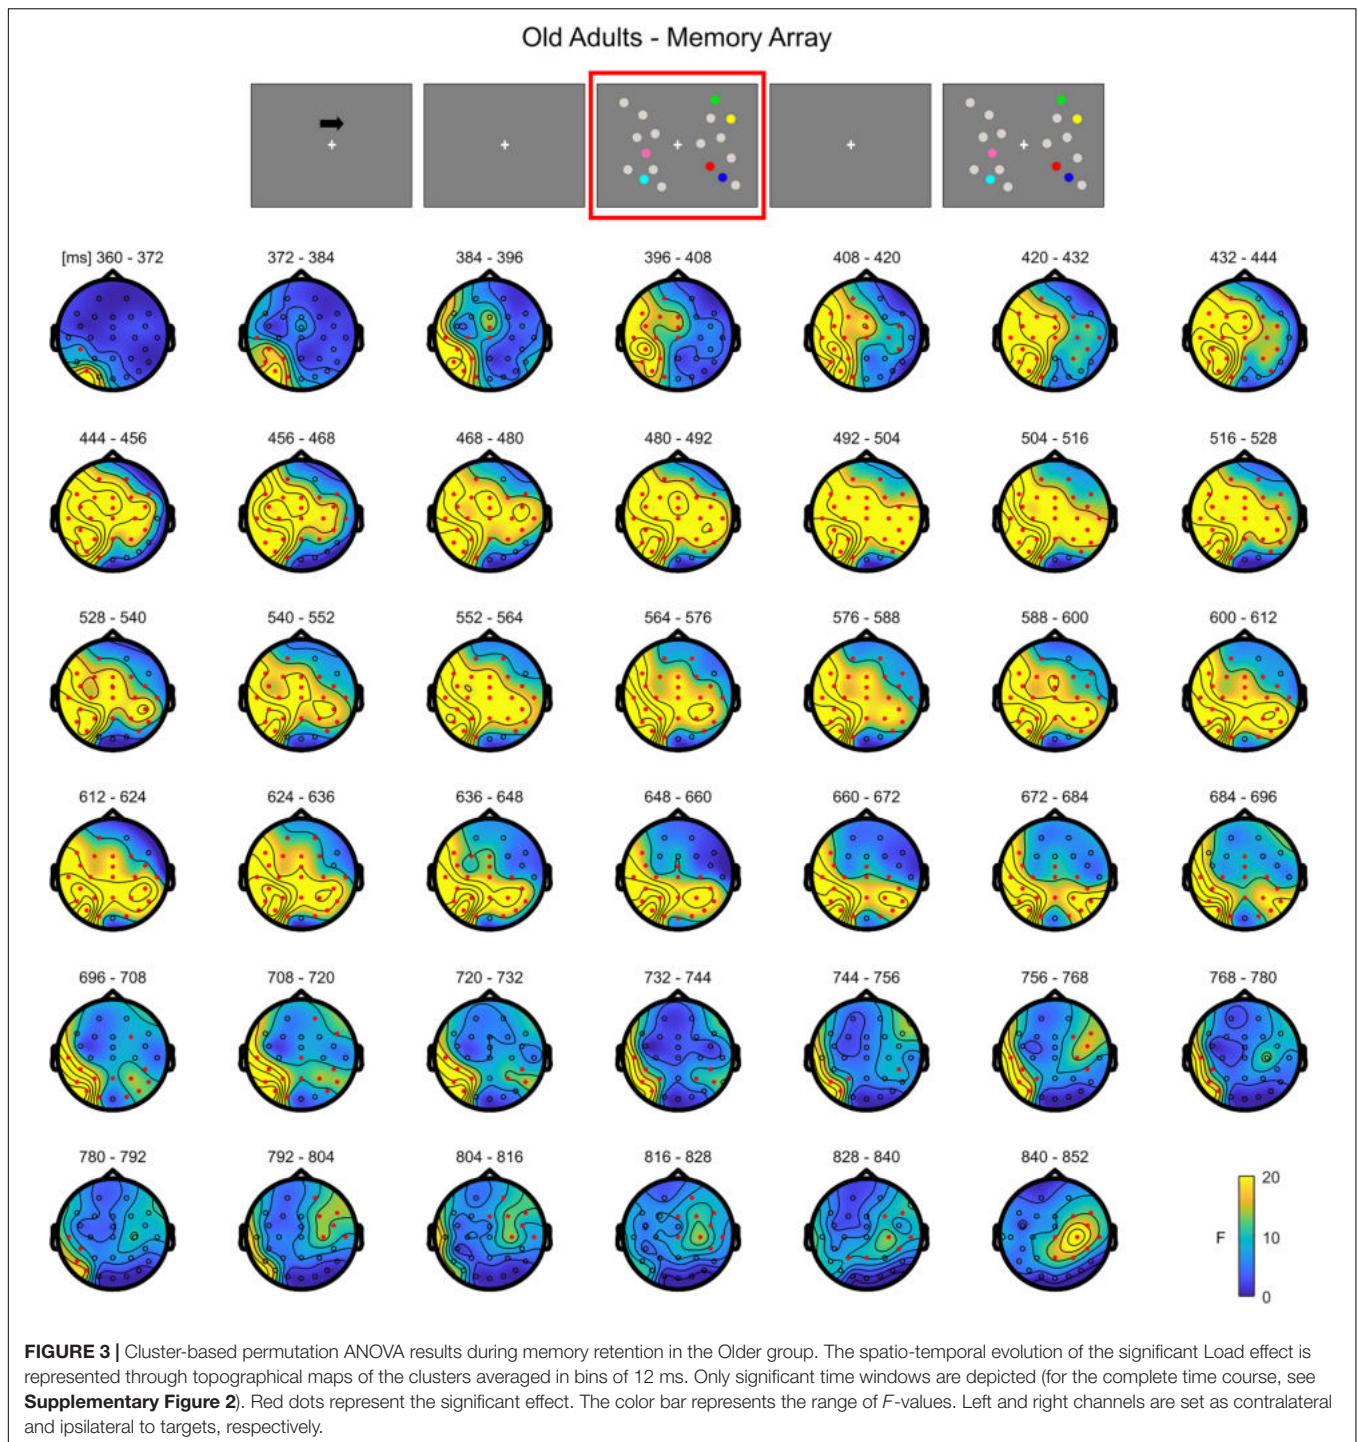 Old Adults - Memory Array
[ms] 360 - 372 372 - 384 384 - 396 396 - 408 408 - 420 420 - 432 432 - 444
444 - 456 456 - 468 468 - 480 480 - 492 492 - 504 504 - 516 516 - 528
528 - 540 540 - 552 552 - 564 564 - 576 576 - 588 588 - 600 600 - 612
612 - 624 624 - 636 636 - 648 648 - 660 660 - 672 672 - 684 684 - 696
696 - 708 708 - 720 720 - 732 732 - 744 744 - 756 756 - 768 768 - 780
780 - 792 792 - 804 804 - 816 816 - 828 828 - 840 840 - 852
20
F 10
0
FIGURE 3 | Cluster-based permutation ANOVA results during memory retention in the Older group. The spatio-temporal evolution of the significant Load effect is
represented through topographical maps of the clusters averaged in bins of 12 ms. Only significant time windows are depicted (for the complete time course, see
Supplementary Figure 2). Red dots represent the significant effect. The color bar represents the range of F-values. Left and right channels are set as contralateral
and ipsilateral to targets, respectively.